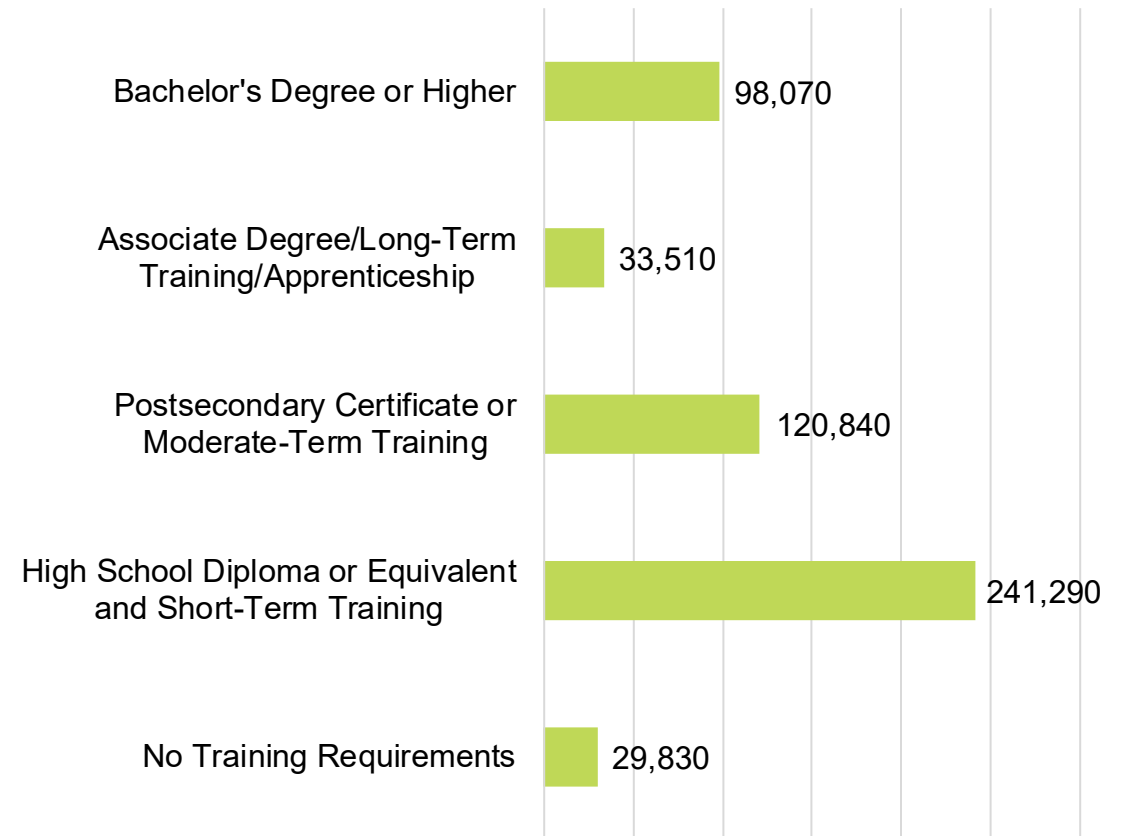 Bachelor's Degree or Higher
98,070
Associate Degree/Long-Term
Training/Apprenticeship
33,510
Postsecondary Certificate or
Moderate-Term Training
120,840
High School Diploma or Equivalent
and Short-Term Training
241,290
No Training Requirements
29,830